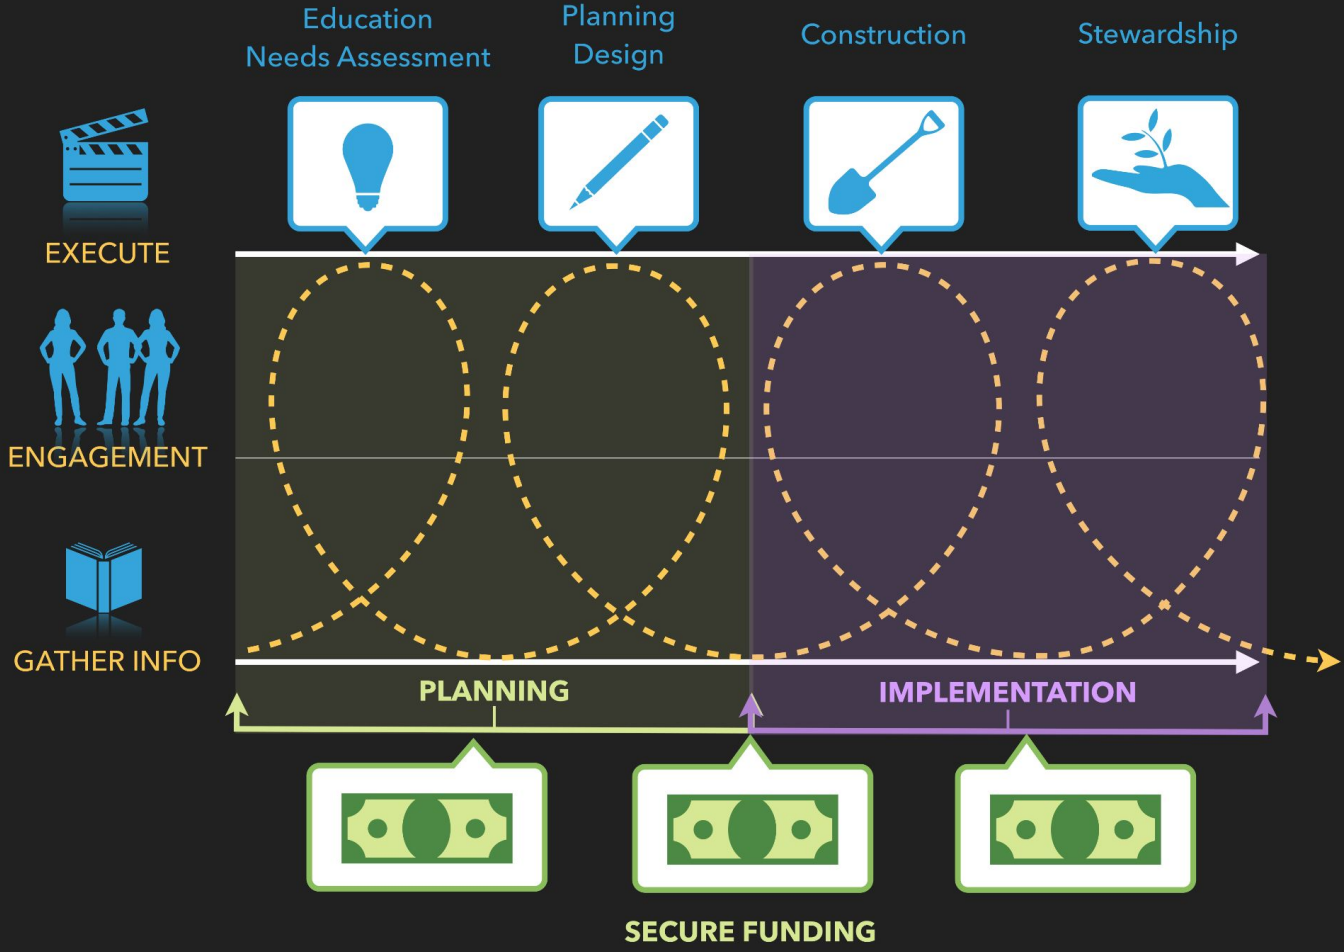 Education
Needs Assessment
Planning
Design
Construction
Stewardship
EXECUTE
ENGAGEMENT
GATHER INFO
PLANNING
IMPLEMENTATION
SECURE FUNDING